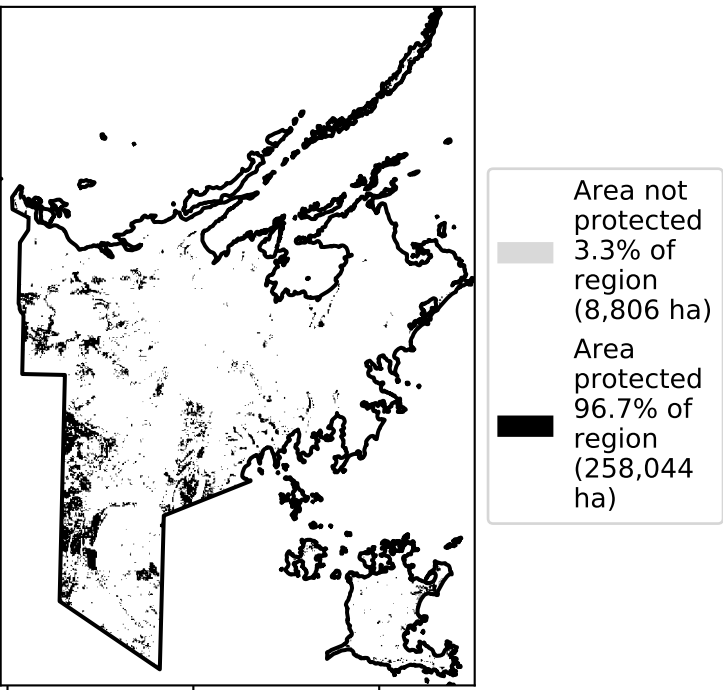 Area not
protected
3.3% of
region
(8,806 ha)
Area
protected
96.7% of
region
(258,044
ha)